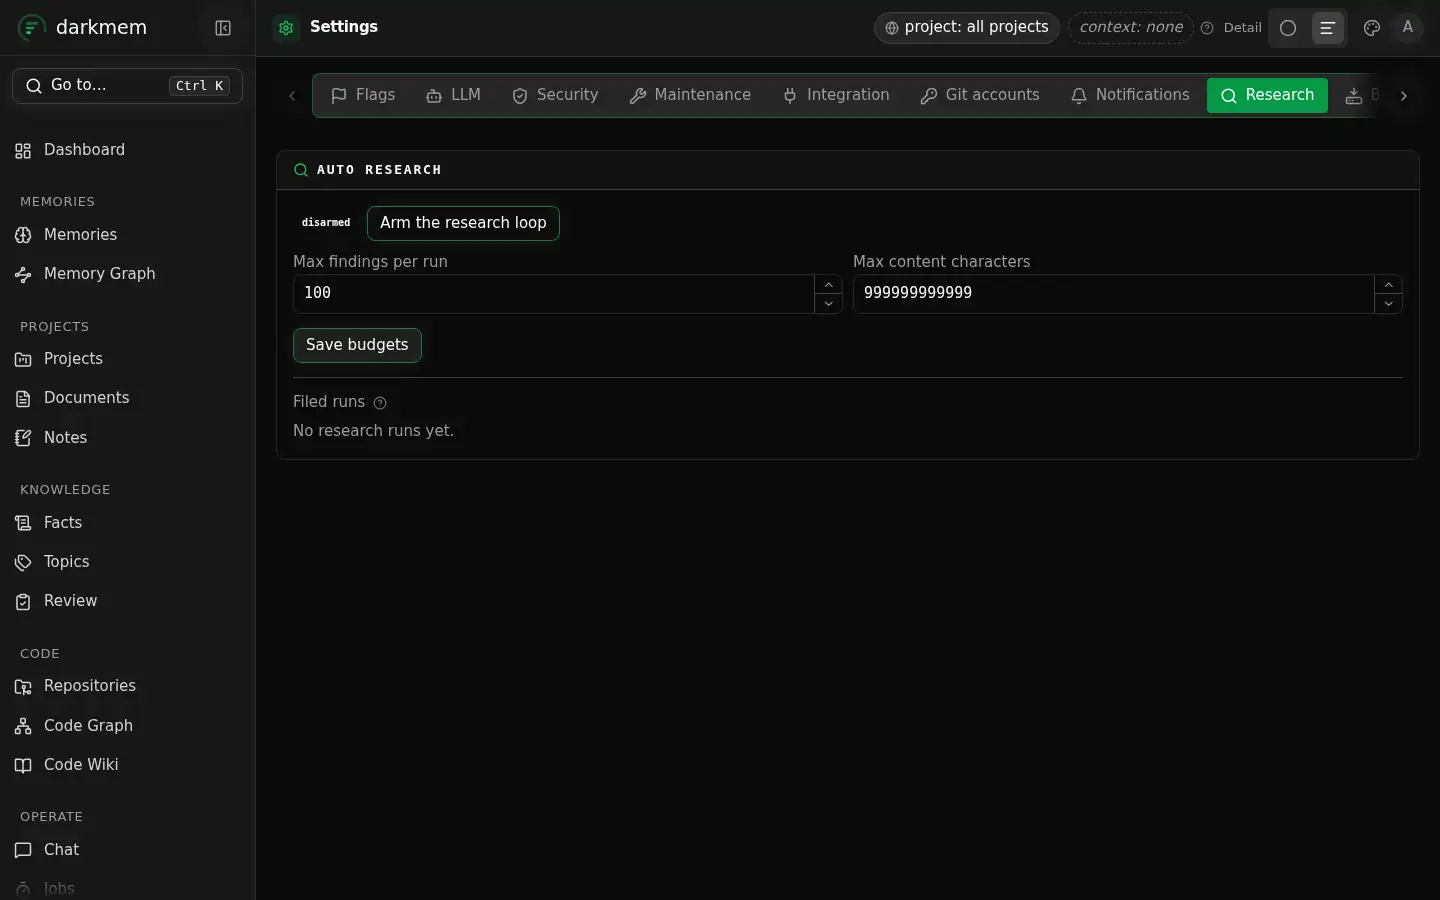 darkmem
Settings
project: all projects
context: none
Detail
A
Go to...
Ctrl K
Flags
LLM
Security
Maintenance
Integration
Git accounts
Notifications
Research
B
Dashboard
MEMORIES
Memories
Memory Graph
PROJECTS
Projects
Documents
Notes
KNOWLEDGE
Facts
Topics
Review
CODE
Repositories
Code Graph
Code Wiki
OPERATE
Chat
Jobs
AUTO RESEARCH
disarmed
Arm the research loop
Max findings per run
Max content characters
100
999999999999
Save budgets
Filed runs
No research runs yet.